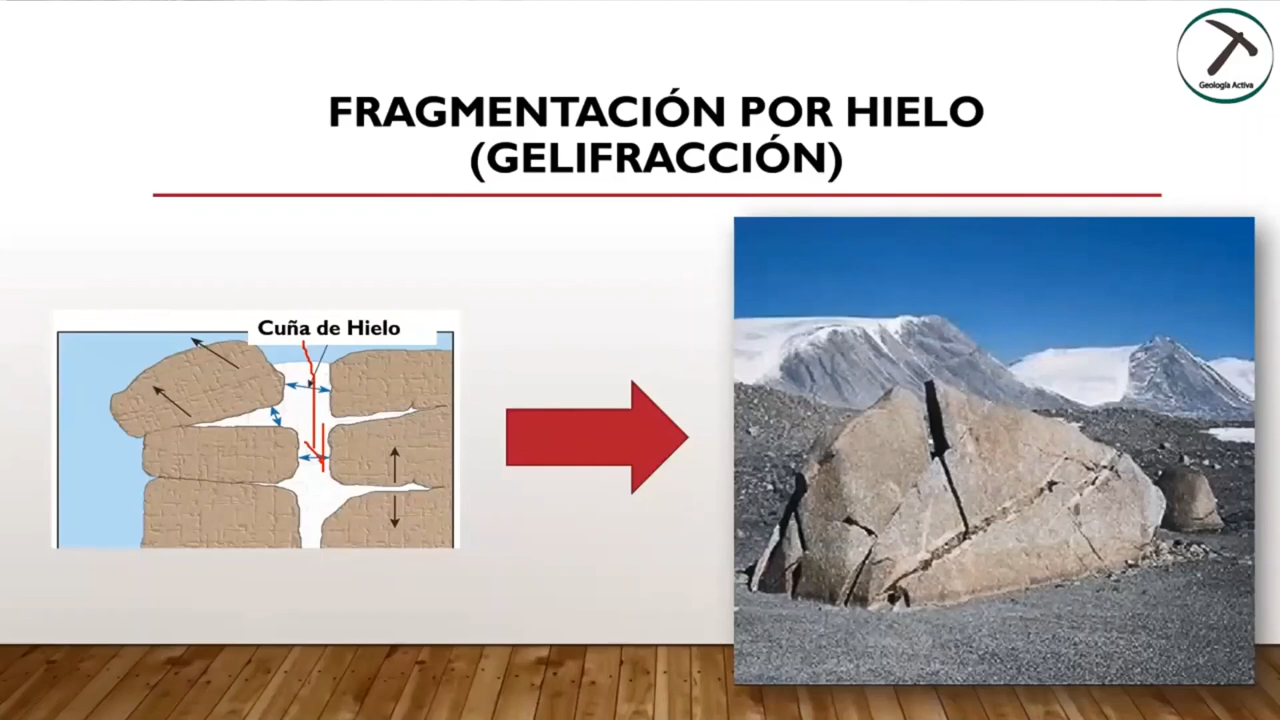 Geología Activa
FRAGMENTACIÓN POR HIELO
(GELIFRACCIÓN)
Cuña de Hielo